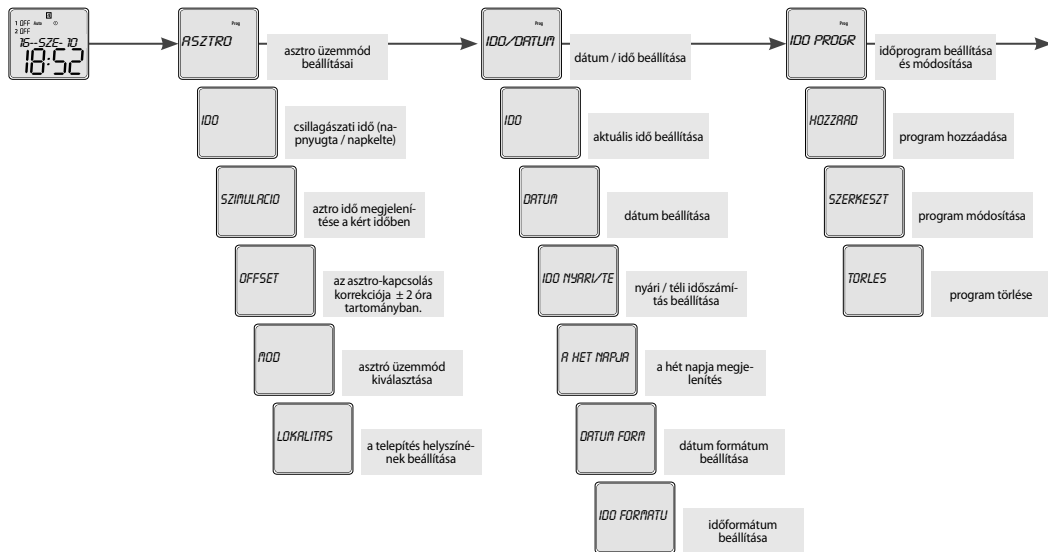 1 OFF Auto
2 OFF
16--SZE- 10
18:52
Prog
ASZTRO
asztro üzemmód
beállításai
IDO
csillagászati idő (na-
pnyugta / napkelte)
SZIMULACIO
aztro idő megjelení-
tése a kért időben
OFFSET
az asztro-kapcsolás
korrekciója ± 2 óra
tartományban.
MOD
asztró üzemmód
kiválasztása
LOKALITAS
a telepítés helyszíné-
nek beállítása
Prog
IDO/DATUM
dátum / idő beállítása
IDO
aktuális idő beállítása
DATUM
dátum beállítása
IDO NYARI/TE
nyári / téli időszámí-
tás beállítása
A HET NAPJA
a hét napja megje-
lenítés
DATUM FORM
dátum formátum
beállítása
IDO FORMATU
időformátum
beállítása
Prog
IDO PROGR
időprogram beállítása
és módosítása
HOZZAAD
program hozzáadása
SZERKESZT
program módosítása
TORLES
program törlése